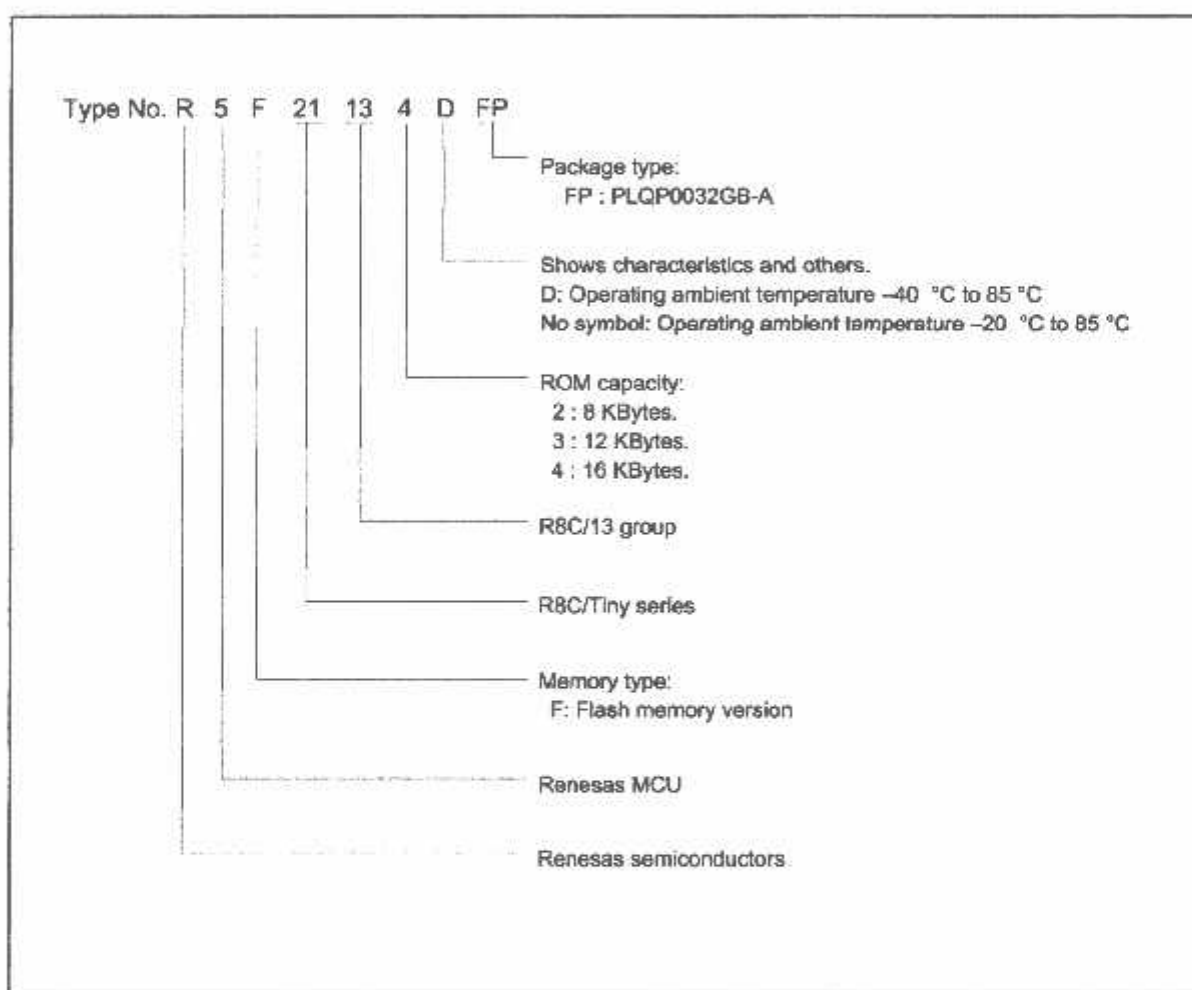 Type No. R 5 F 21 13 4 D FP
Package type:
FP : PLQP0032GB-A
Shows characteristics and others.
D: Operating ambient temperature –40 °C to 85 °C
No symbol: Operating ambient temperature –20 °C to 85 °C
ROM capacity:
2 : 8 KBytes.
3 : 12 KBytes.
4 : 16 KBytes.
R8C/13 group
R8C/Tiny series
Memory type:
F: Flash memory version
Renesas MCU
Renesas semiconductors